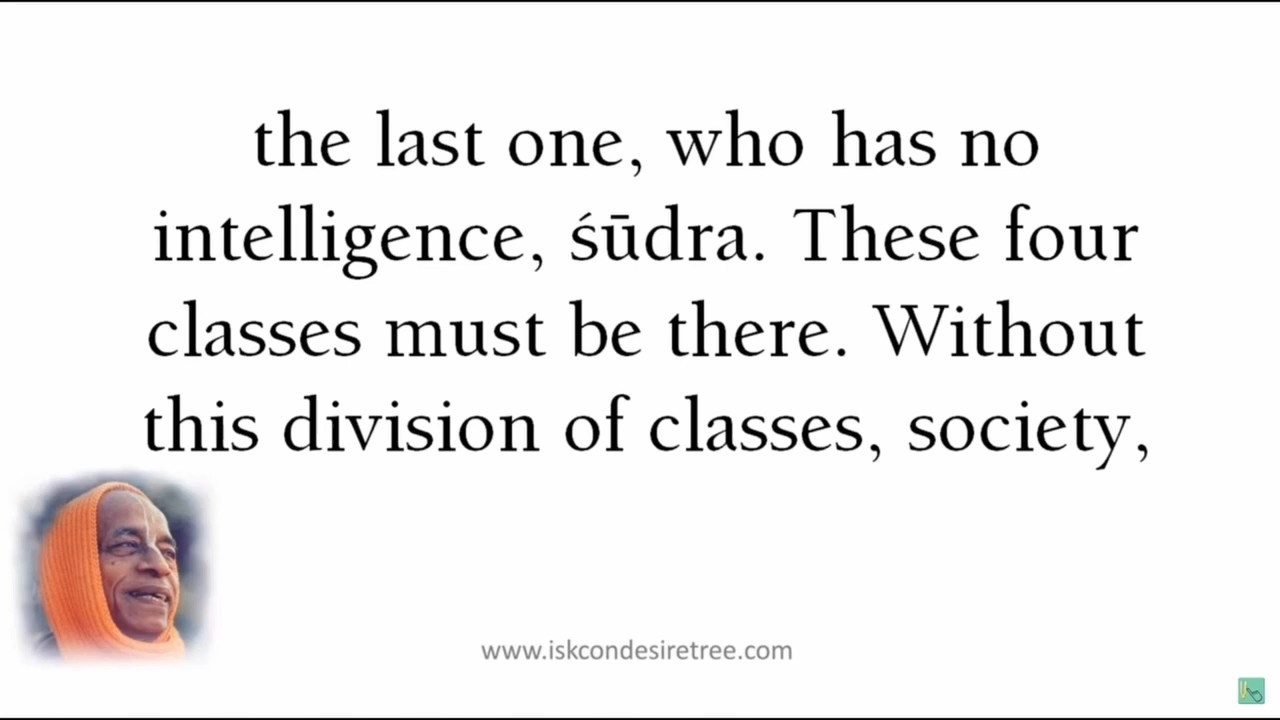 the last one, who has no
intelligence, śūdra. These four
classes must be there. Without
this division of classes, society,
www.iskcondesiretree.com